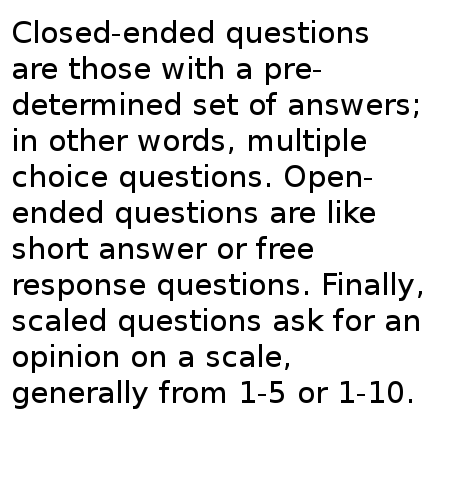 Closed-ended questions
are those with a pre-
determined set of answers;
in other words, multiple
choice questions. Open-
ended questions are like
short answer or free
response questions. Finally,
scaled questions ask for an
opinion on a scale,
generally from 1-5 or 1-10.